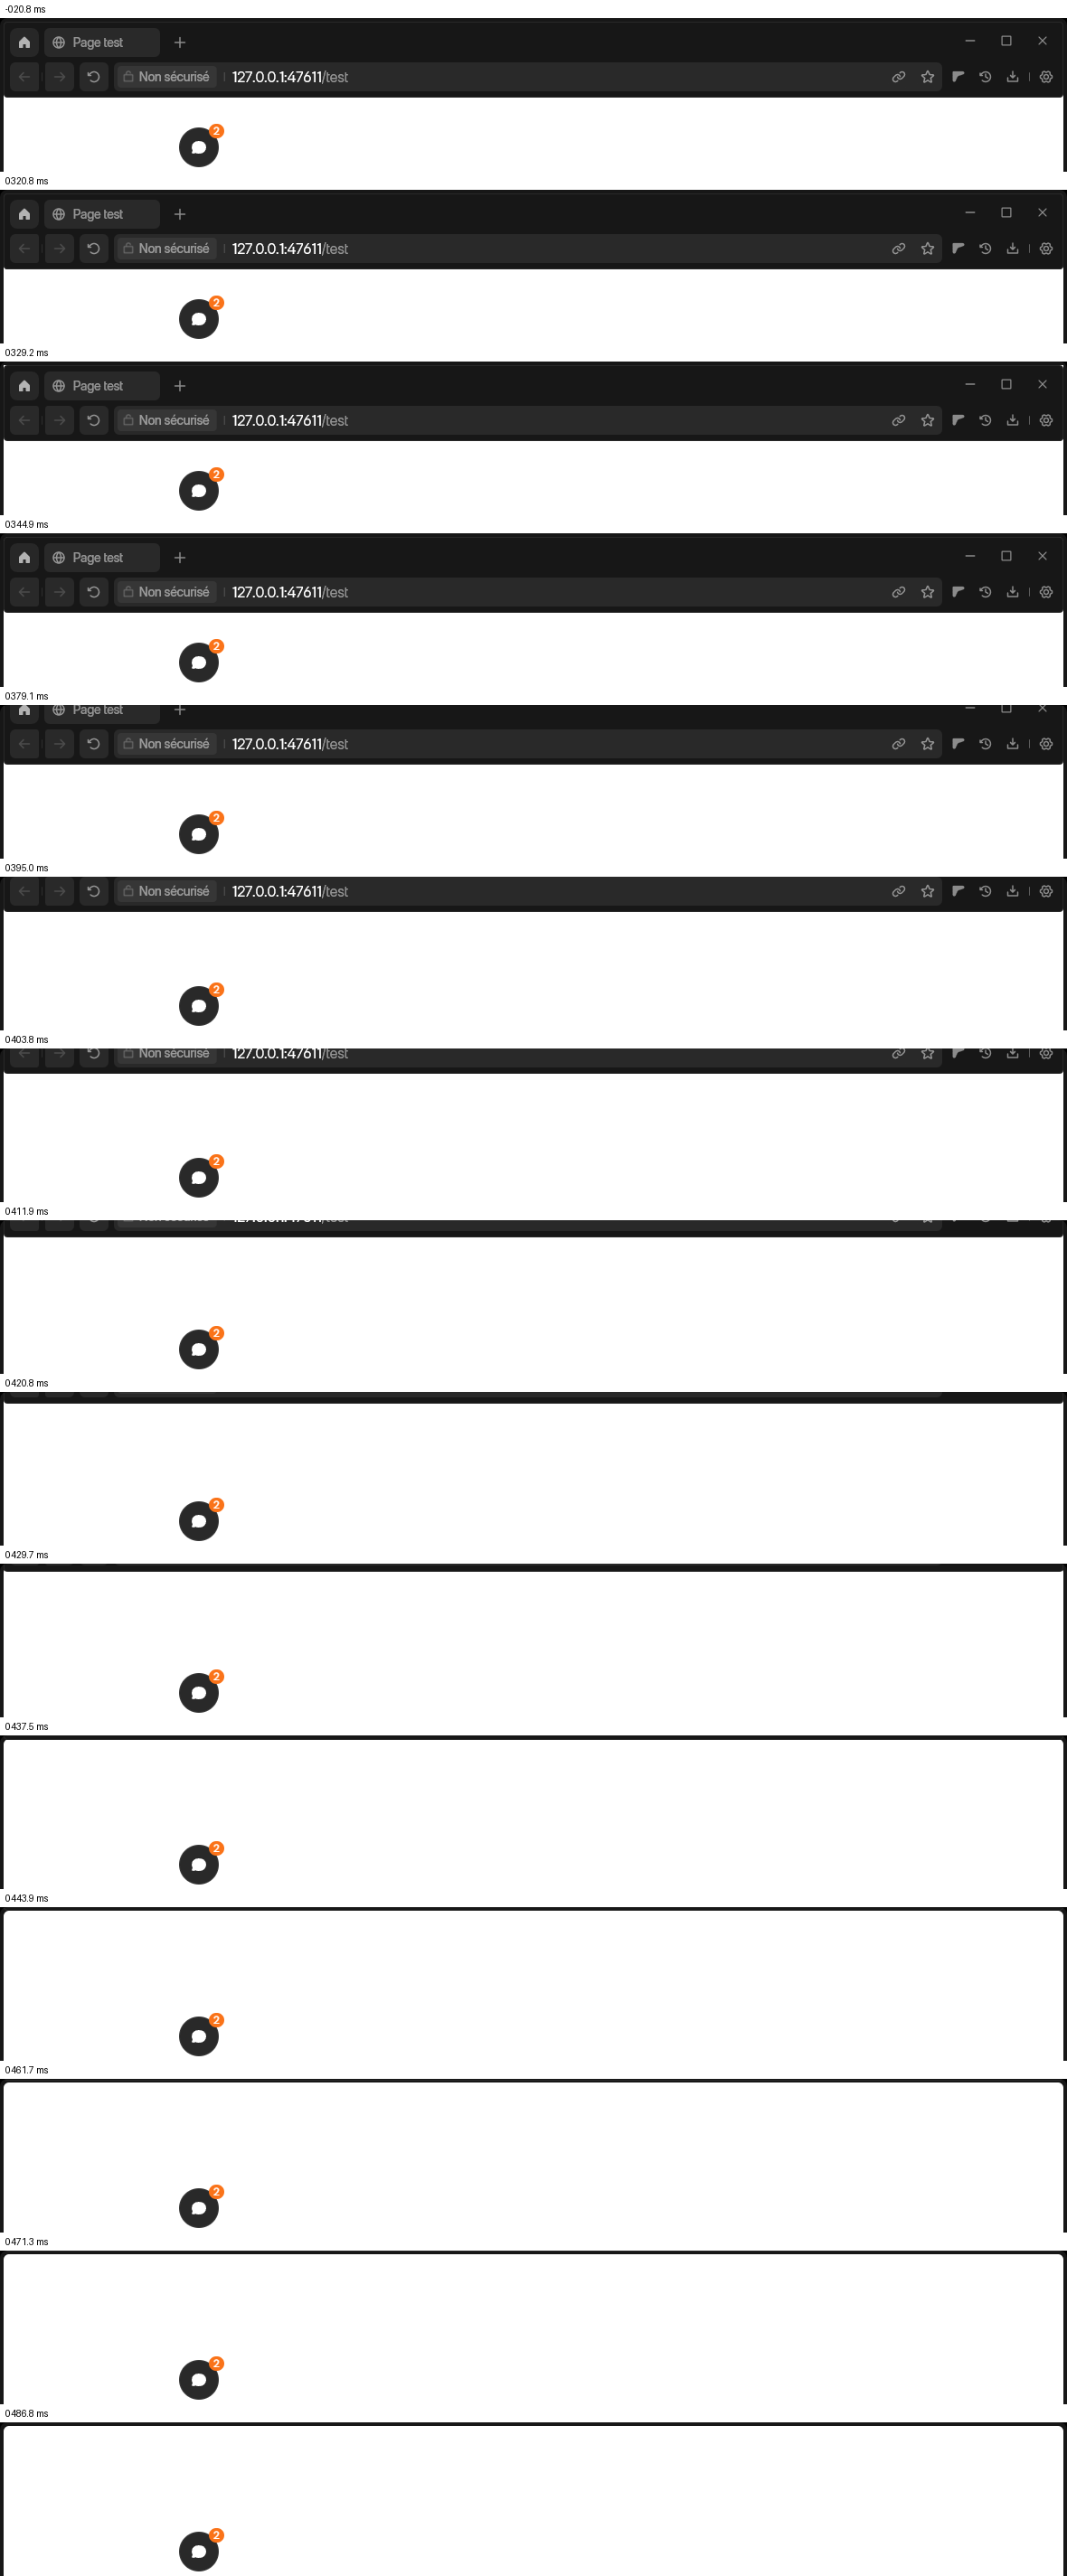 -020.8 ms
Page test
Non sécurisé 127.0.0.1:47611/test
2
0320.8 ms
Page test
Non sécurisé 127.0.0.1:47611/test
2
0329.2 ms
Page test
Non sécurisé 127.0.0.1:47611/test
2
0344.9 ms
Page test
Non sécurisé 127.0.0.1:47611/test
2
0379.1 ms
Page test
Non sécurisé 127.0.0.1:47611/test
2
0395.0 ms
Non sécurisé 127.0.0.1:47611/test
2
0403.8 ms
Non sécurisé 127.0.0.1:47611/test
2
0411.9 ms
2
0420.8 ms
2
0429.7 ms
2
0437.5 ms
2
0443.9 ms
2
0461.7 ms
2
0471.3 ms
2
0486.8 ms
2